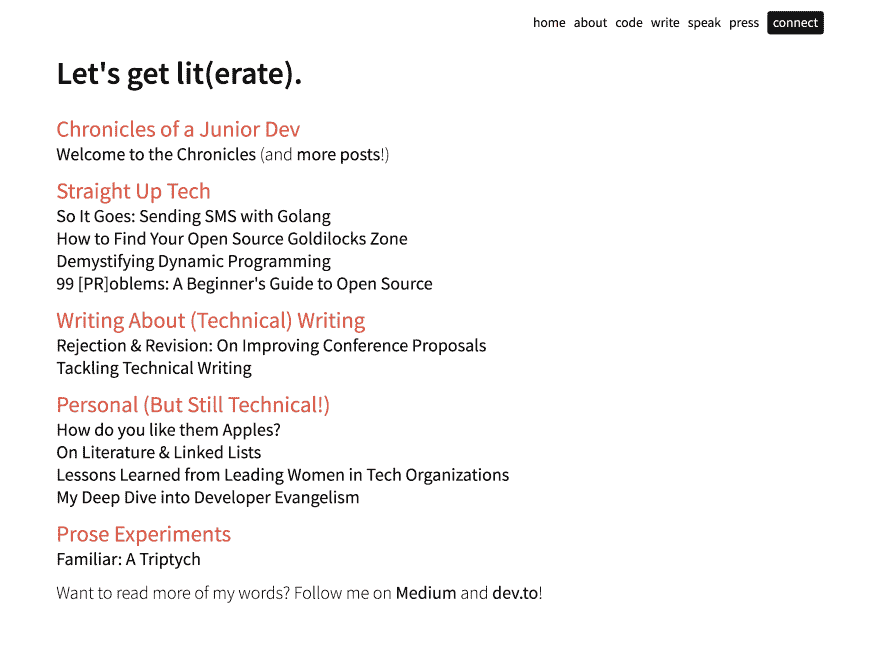 home about code write speak press connect
Let's get lit(erate).
Chronicles of a Junior Dev
Welcome to the Chronicles (and more posts!)
Straight Up Tech
So It Goes: Sending SMS with Golang
How to Find Your Open Source Goldilocks Zone
Demystifying Dynamic Programming
99 [PR]oblems: A Beginner's Guide to Open Source
Writing About (Technical) Writing
Rejection & Revision: On Improving Conference Proposals
Tackling Technical Writing
Personal (But Still Technical!)
How do you like them Apples?
On Literature & Linked Lists
Lessons Learned from Leading Women in Tech Organizations
My Deep Dive into Developer Evangelism
Prose Experiments
Familiar: A Triptych
Want to read more of my words? Follow me on Medium and dev.to!